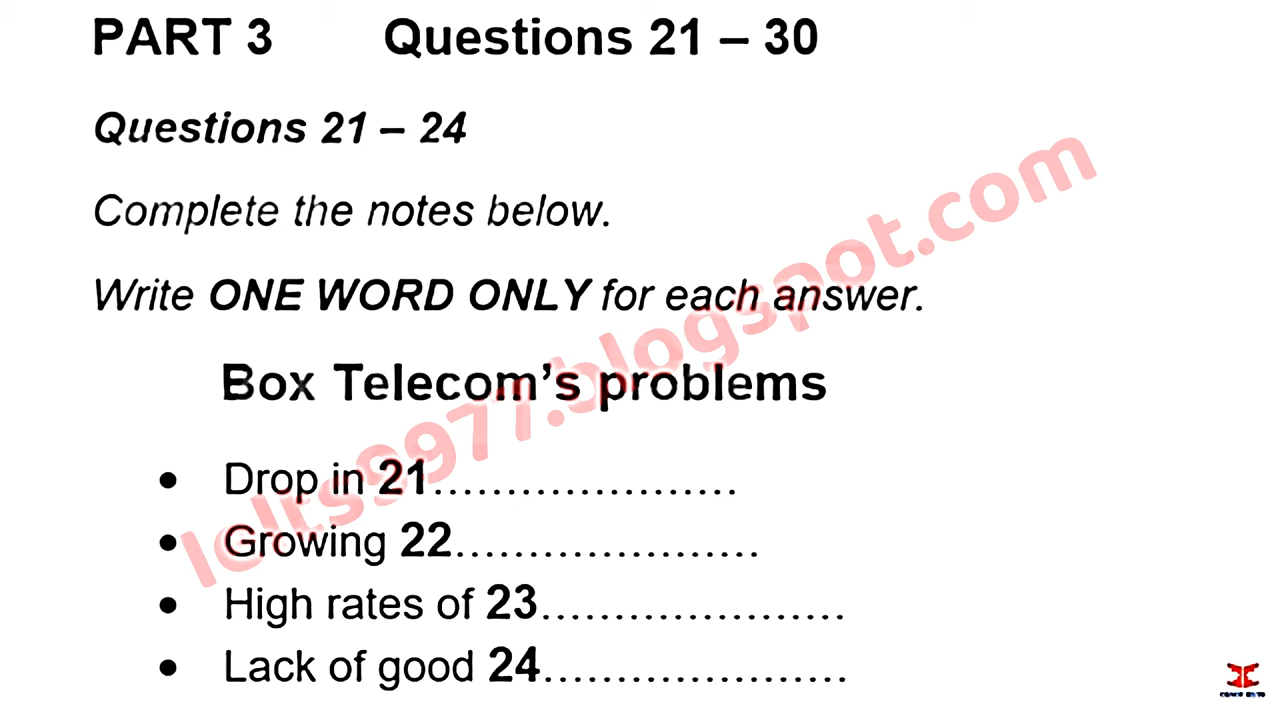 PART 3 Questions 21 – 30
Questions 21 – 24
Complete the notes below.
Write ONE WORD ONLY for each answer.
Box Telecom’s problems
• Drop in 21.....................
• Growing 22.....................
• High rates of 23.....................
• Lack of good 24.....................
Ielts9977.blogspot.com